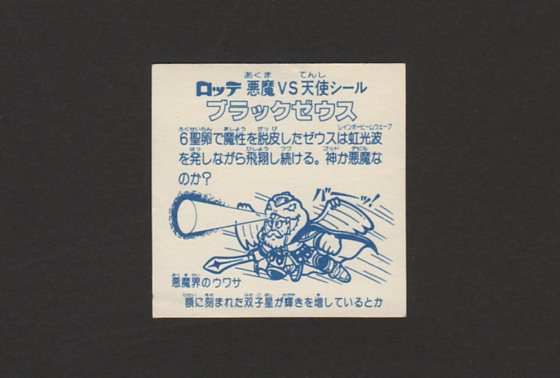 ロッテ 悪魔VS天使シール
ブラックゼウス
6聖卵で魔性を脱皮したゼウスは虹光波
を発しながら飛翔し続ける。神か悪魔な
のか?
バーッ!
悪魔界のウワサ
額に刻まれた双子星が輝きを増しているとか